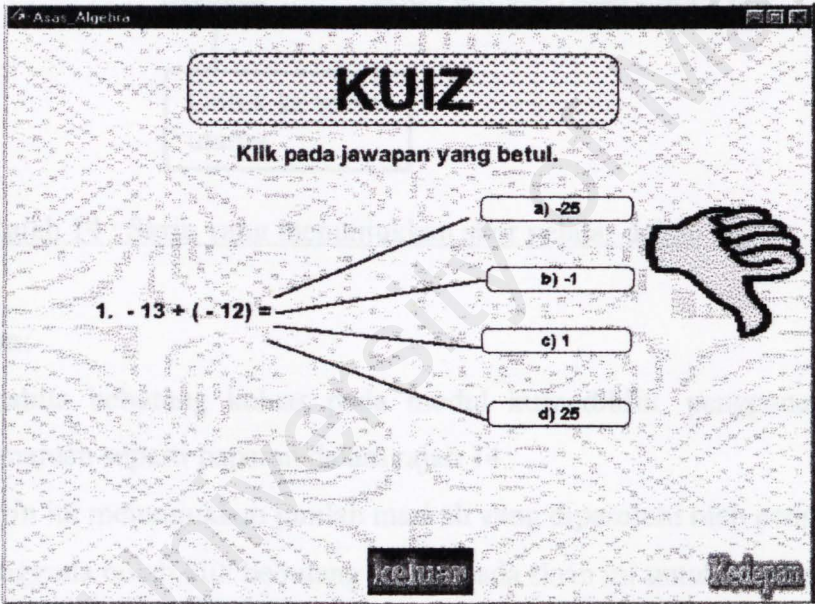 Asas_Algebra
KUIZ
Klik pada jawapan yang betul.
1. - 13 + ( - 12) =
a) -25
b) -1
c) 1
d) 25
keluar
Kedepan